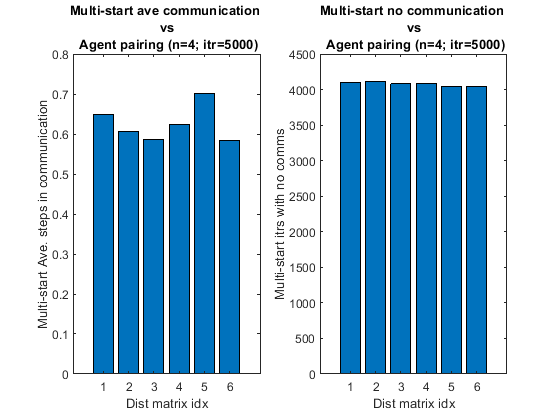 Multi-start ave communication
vs
Agent pairing (n=4; itr=5000)
Multi-start Ave. steps in communication
0.8
0.7
0.6
0.5
0.4
0.3
0.2
0.1
0
1 2 3 4 5 6
Dist matrix idx
Multi-start no communication
vs
Agent pairing (n=4; itr=5000)
Multi-start itrs with no comms
4500
4000
3500
3000
2500
2000
1500
1000
500
0
1 2 3 4 5 6
Dist matrix idx